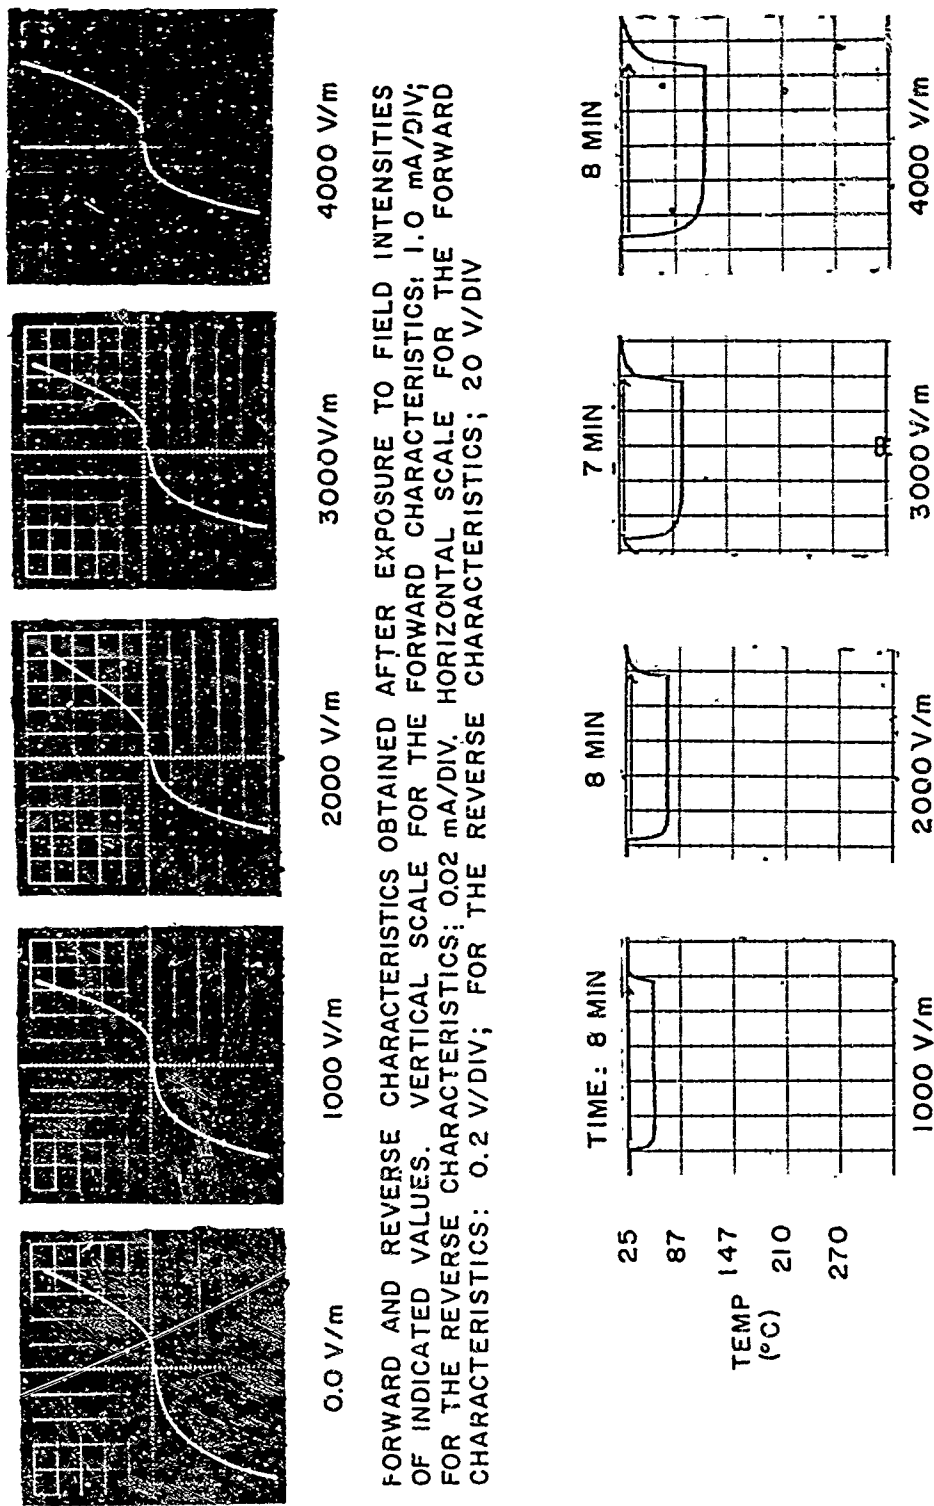 0.0 V/m
1000 V/m
2000 V/m
3000V/m
4000 V/m
FORWARD AND REVERSE CHARACTERISTICS OBTAINED AFTER EXPOSURE TO FIELD INTENSITIES
OF INDICATED VALUES. VERTICAL SCALE FOR THE FORWARD CHARACTERISTICS: 1.0 mA/DIV;
FOR THE REVERSE CHARACTERISTICS; 0.02 mA/DIV. HORIZONTAL SCALE FOR THE FORWARD
CHARACTERISTICS: 0.2 V/DIV; FOR THE REVERSE CHARACTERISTICS; 20 V/DIV
TIME: 8 MIN
8 MIN
7 MIN
8 MIN
TEMP
(°C)
25
87
147
210
270
1000 V/m
2000 V/m
3000 V/m
4000 V/m